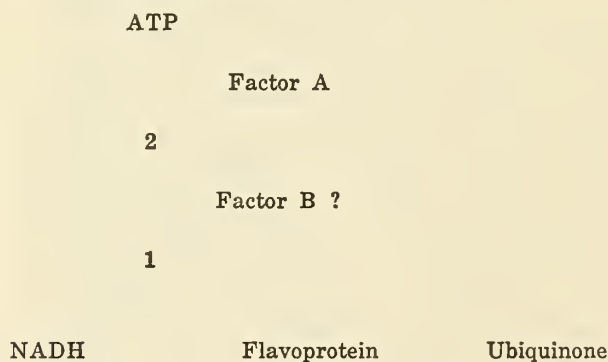 ATP
Factor A
2
Factor B ?
1
NADH Flavoprotein Ubiquinone